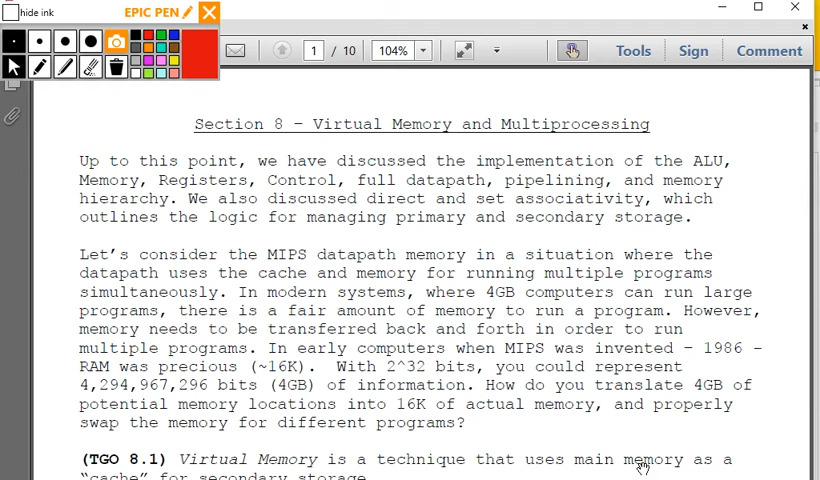 hide ink
EPIC PEN
1 / 10
104%
Tools
Sign
Comment
Section 8 – Virtual Memory and Multiprocessing
Up to this point, we have discussed the implementation of the ALU,
Memory, Registers, Control, full datapath, pipelining, and memory
hierarchy. We also discussed direct and set associativity, which
outlines the logic for managing primary and secondary storage.
Let's consider the MIPS datapath memory in a situation where the
datapath uses the cache and memory for running multiple programs
simultaneously. In modern systems, where 4GB computers can run large
programs, there is a fair amount of memory to run a program. However,
memory needs to be transferred back and forth in order to run
multiple programs. In early computers when MIPS was invented – 1986 –
RAM was precious (~16K). With 2^32 bits, you could represent
4,294,967,296 bits (4GB) of information. How do you translate 4GB of
potential memory locations into 16K of actual memory, and properly
swap the memory for different programs?
(TGO 8.1) Virtual Memory is a technique that uses main memory as a
"cache" for secondary storage.